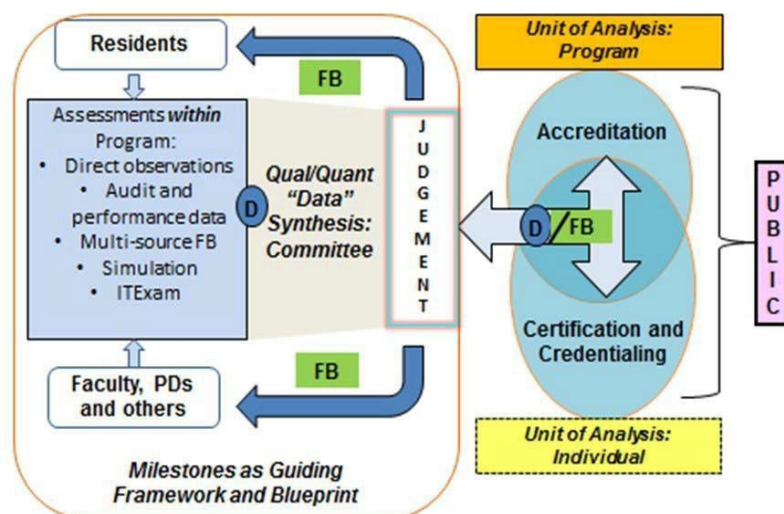 Residents
FB
Assessments within
Program:
• Direct observations
• Audit and
performance data
• Multi-source FB
• Simulation
• ITExam
D
Qual/Quant
“Data”
Synthesis:
Committee
JUDGEMENT
FB
Faculty, PDs
and others
Milestones as Guiding
Framework and Blueprint
Unit of Analysis:
Program
Accreditation
D/FB
Certification and
Credentialing
Unit of Analysis:
Individual
PUBLIC